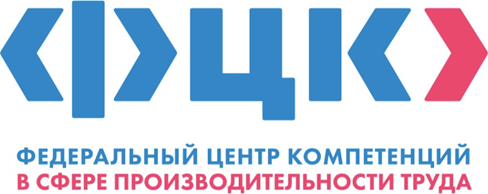 ФЦК
ФЕДЕРАЛЬНЫЙ ЦЕНТР КОМПЕТЕНЦИЙ
В СФЕРЕ ПРОИЗВОДИТЕЛЬНОСТИ ТРУДА